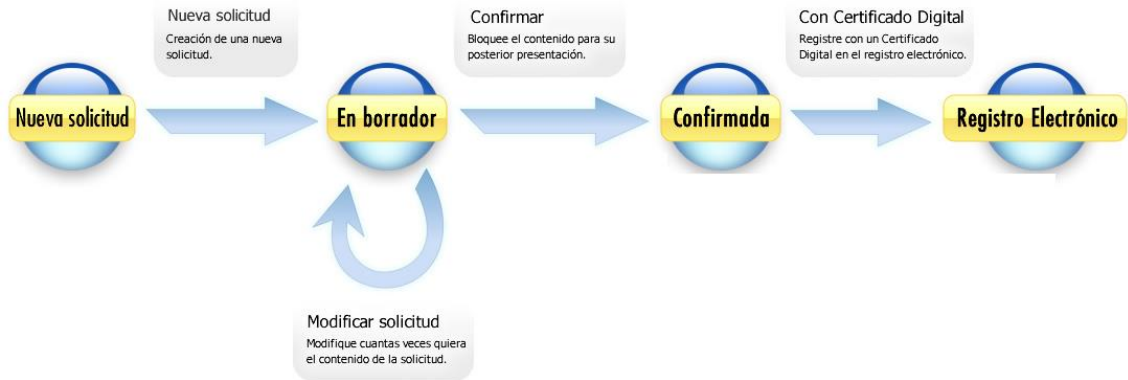 Nueva solicitud
Creación de una nueva
solicitud.
Confirmar
Bloquee el contenido para su
posterior presentación.
Con Certificado Digital
Registre con un Certificado
Digital en el registro electrónico.
Nueva solicitud
En borrador
Confirmada
Registro Electrónico
Modificar solicitud
Modifique cuantas veces quiera
el contenido de la solicitud.